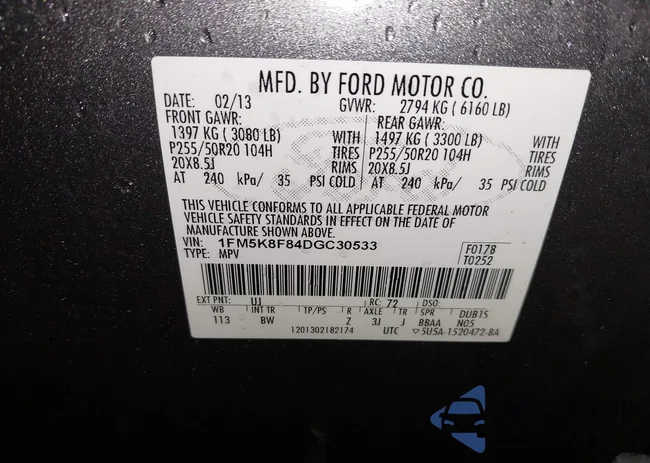 MFD. BY FORD MOTOR CO.
DATE: 02/13 GVWR: 2794 KG ( 6160 LB)
FRONT GAWR: REAR GAWR:
1397 KG ( 3080 LB) WITH 1497 KG ( 3300 LB) WITH
P255/50R20 104H TIRES P255/50R20 104H TIRES
20X8.5J RIMS 20X8.5J RIMS
AT 240 kPa/ 35 PSI COLD AT 240 kPa/ 35 PSI COLD
THIS VEHICLE CONFORMS TO ALL APPLICABLE FEDERAL MOTOR
VEHICLE SAFETY STANDARDS IN EFFECT ON THE DATE OF
MANUFACTURE SHOWN ABOVE.
VIN: 1FM5K8F84DGC30533 F0178
TYPE: MPV T0252
EXT PNT: UJ RC: 72 DSO:
WB INT TR TP/PS R AXLE TR SPR DUB1S
113 BW Z 3J J BBAA N05
1201302182174 UTC 5U5A-1520472-BA